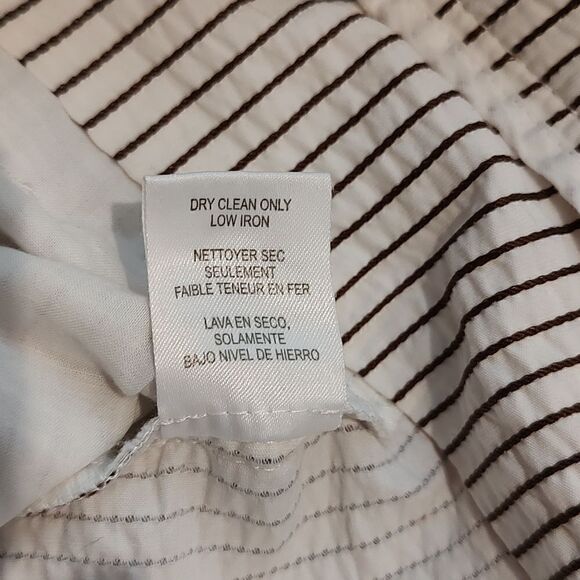 DRY CLEAN ONLY
LOW IRON
NETTOYER SEC
SEULEMENT
FAIBLE TENEUR EN FER
LAVA EN SECO,
SOLAMENTE
BAJO NIVEL DE HIERRO